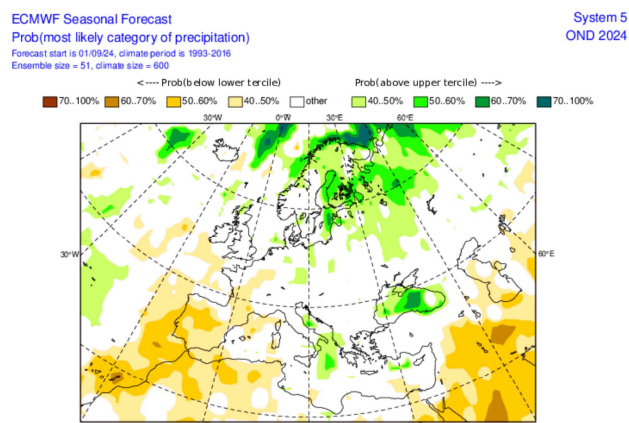 ECMWF Seasonal Forecast
System 5
Prob(most likely category of precipitation)
OND 2024
Forecast start is 01/09/24, climate period is 1993-2016
Ensemble size = 51, climate size = 600
<---- Prob(below lower tercile)
Prob(above upper tercile) ---->
70..100% 60..70% 50..60% 40..50% other 40..50% 50..60% 60..70% 70..100%
30°W 0°W 30°E 60°E
30°W 60°E